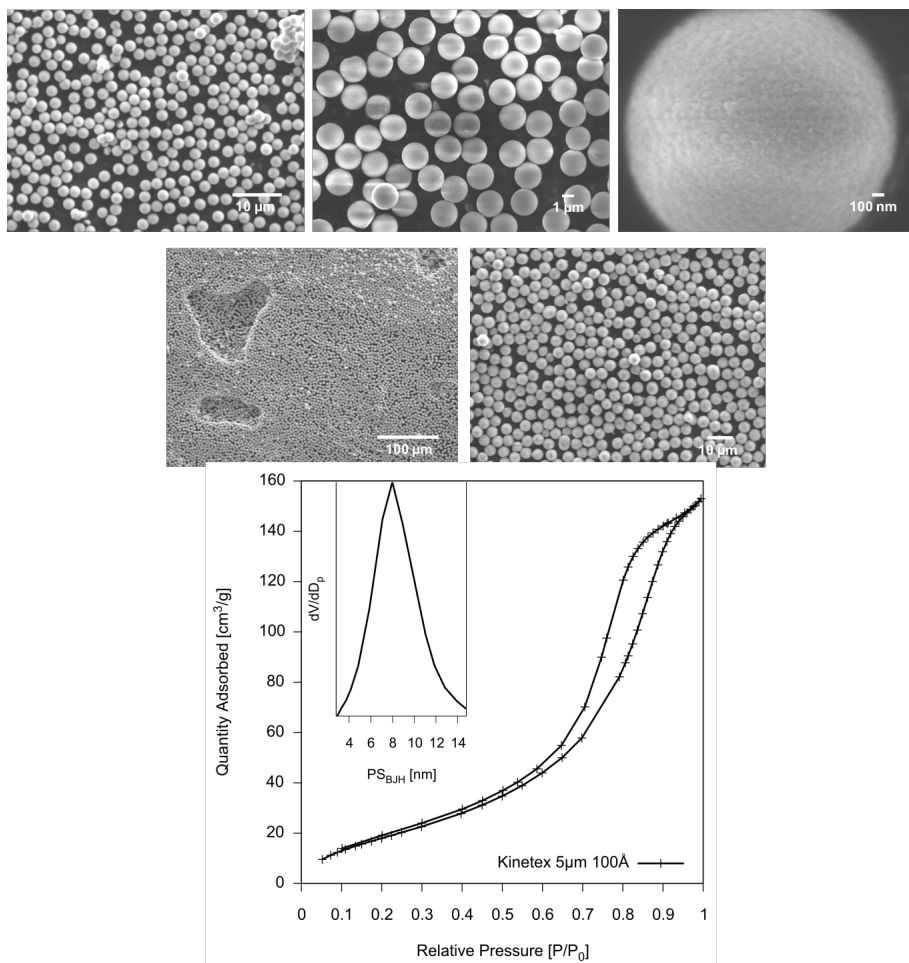 10 µm
1 µm
100 nm
100 µm
10 µm
160
140
120
100
80
60
40
20
0
Quantity Adsorbed [cm³/g]
dV/dDₚ
4 6 8 10 12 14
PS_BJH [nm]
Kinetex 5µm 100Å
0 0.1 0.2 0.3 0.4 0.5 0.6 0.7 0.8 0.9 1
Relative Pressure [P/P₀]